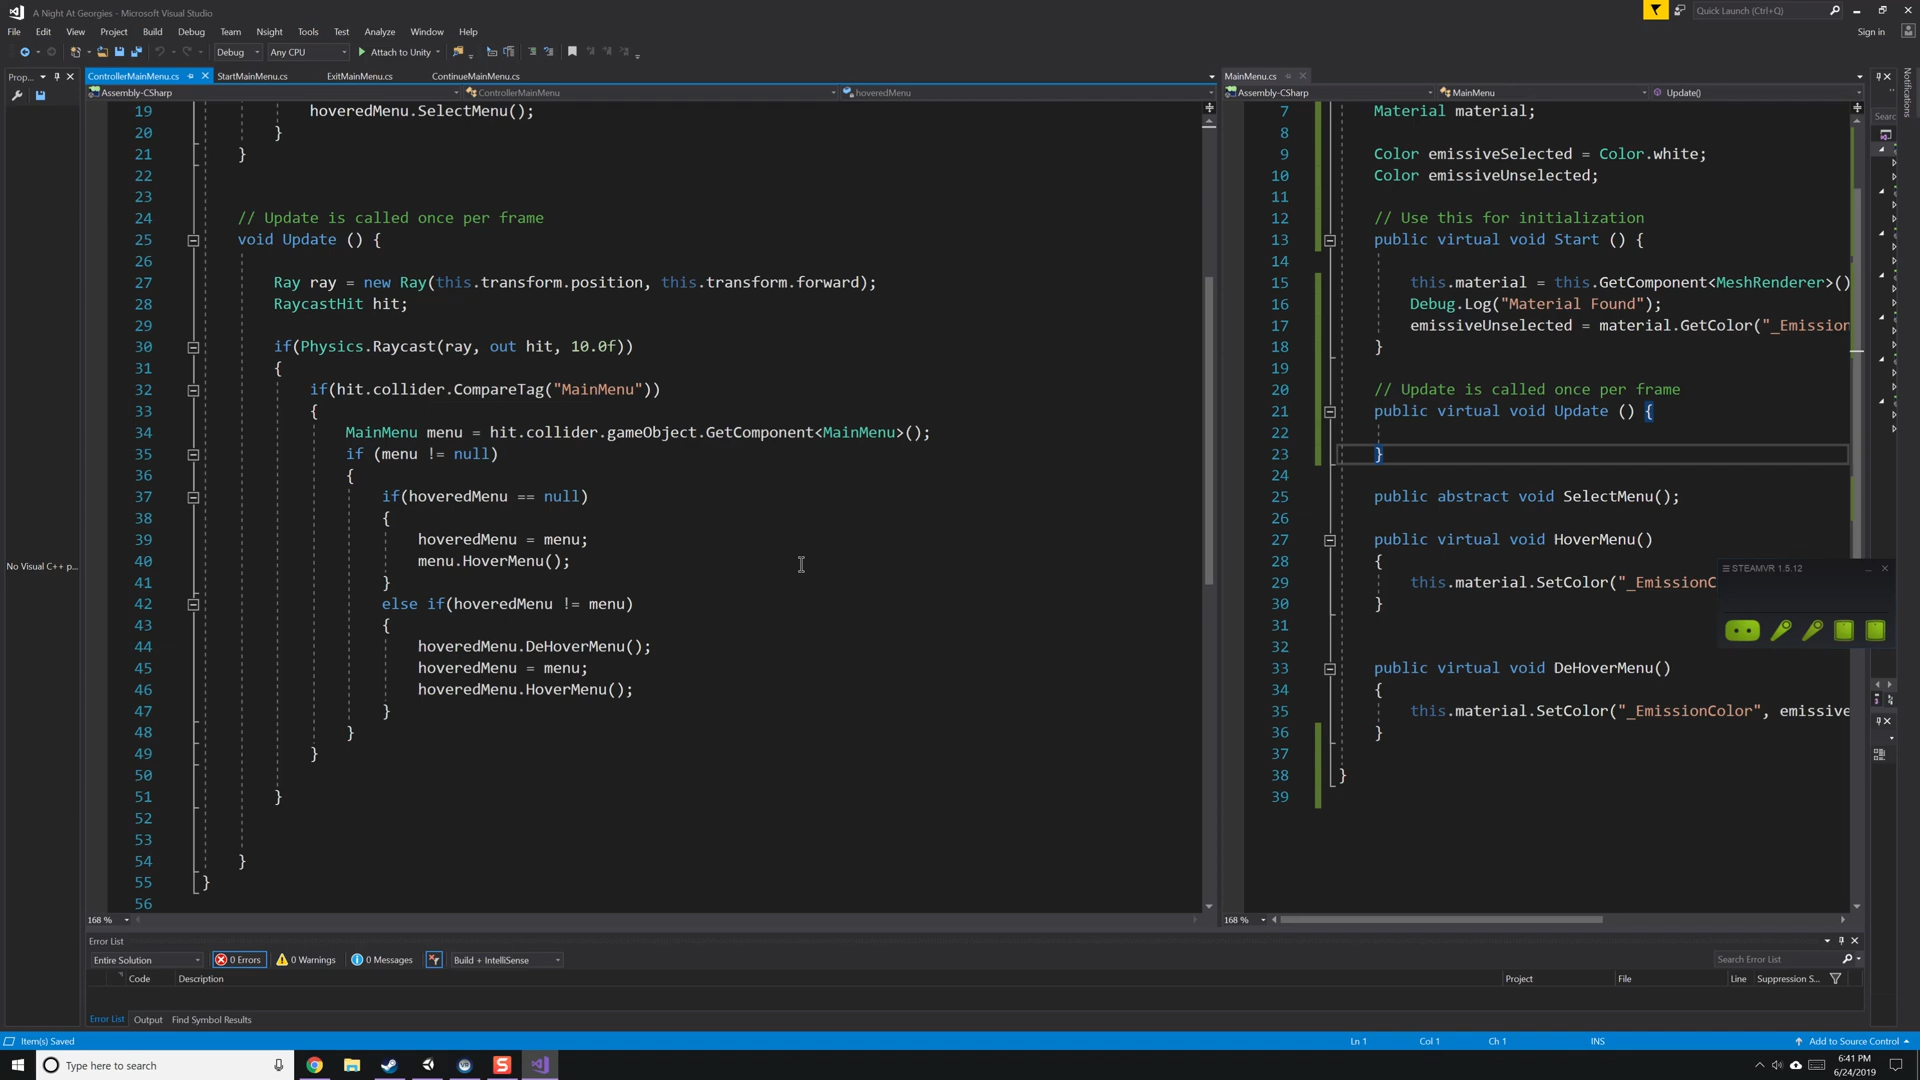 A Night At Georgies - Microsoft Visual Studio
Quick Launch (Ctrl+Q)
File Edit View Project Build Debug Team Nsight Tools Test Analyze Window Help
Sign in
Debug Any CPU Attach to Unity
Prop...
ControllerMainMenu.cs StartMainMenu.cs ExitMainMenu.cs ContinueMainMenu.cs
Assembly-CSharp ControllerMainMenu hoveredMenu
19 hoveredMenu.SelectMenu();
20 }
21 }
22
23
24 // Update is called once per frame
25 void Update () {
26
27 Ray ray = new Ray(this.transform.position, this.transform.forward);
28 RaycastHit hit;
29
30 if(Physics.Raycast(ray, out hit, 10.0f))
31 {
32 if(hit.collider.CompareTag("MainMenu"))
33 {
34 MainMenu menu = hit.collider.gameObject.GetComponent<MainMenu>();
35 if (menu != null)
36 {
37 if(hoveredMenu == null)
38 {
39 hoveredMenu = menu;
40 menu.HoverMenu();
41 }
42 else if(hoveredMenu != menu)
43 {
44 hoveredMenu.DeHoverMenu();
45 hoveredMenu = menu;
46 hoveredMenu.HoverMenu();
47 }
48 }
49 }
50
51 }
52
53
54 }
55 }
56
168 %
No Visual C++ p...
MainMenu.cs
Assembly-CSharp MainMenu Update()
7 Material material;
8
9 Color emissiveSelected = Color.white;
10 Color emissiveUnselected;
11
12 // Use this for initialization
13 public virtual void Start () {
14
15 this.material = this.GetComponent<MeshRenderer>()
16 Debug.Log("Material Found");
17 emissiveUnselected = material.GetColor("_Emission
18 }
19
20 // Update is called once per frame
21 public virtual void Update () {
22
23 }
24
25 public abstract void SelectMenu();
26
27 public virtual void HoverMenu()
28 {
29 this.material.SetColor("_EmissionC
30 }
31
32
33 public virtual void DeHoverMenu()
34 {
35 this.material.SetColor("_EmissionColor", emissive
36 }
37
38 }
39
168 %
STEAMVR 1.5.12
Notifications
Searc
Error List
Entire Solution 0 Errors 0 Warnings 0 Messages Build + IntelliSense Search Error List
Code Description Project File Line Suppression S...
Error List Output Find Symbol Results
Item(s) Saved Ln 1 Col 1 Ch 1 INS Add to Source Control
Type here to search
6:41 PM
6/24/2019